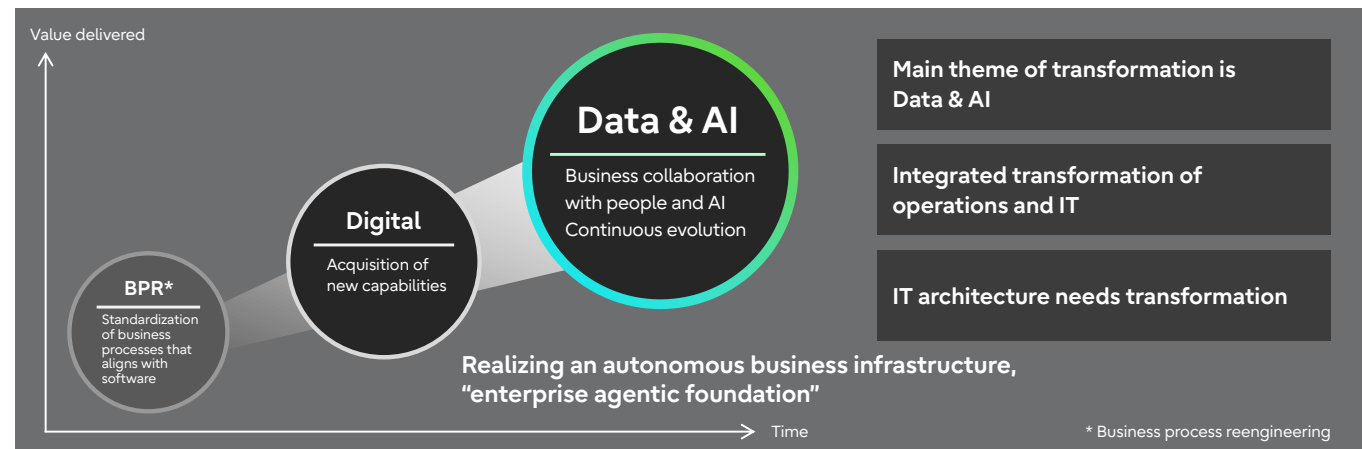 Value delivered
BPR*
Standardization
of business
processes that
aligns with
software
Digital
Acquisition of
new capabilities
Data & AI
Business collaboration
with people and AI
Continuous evolution
Realizing an autonomous business infrastructure,
“enterprise agentic foundation”
Time
Main theme of transformation is
Data & AI
Integrated transformation of
operations and IT
IT architecture needs transformation
* Business process reengineering